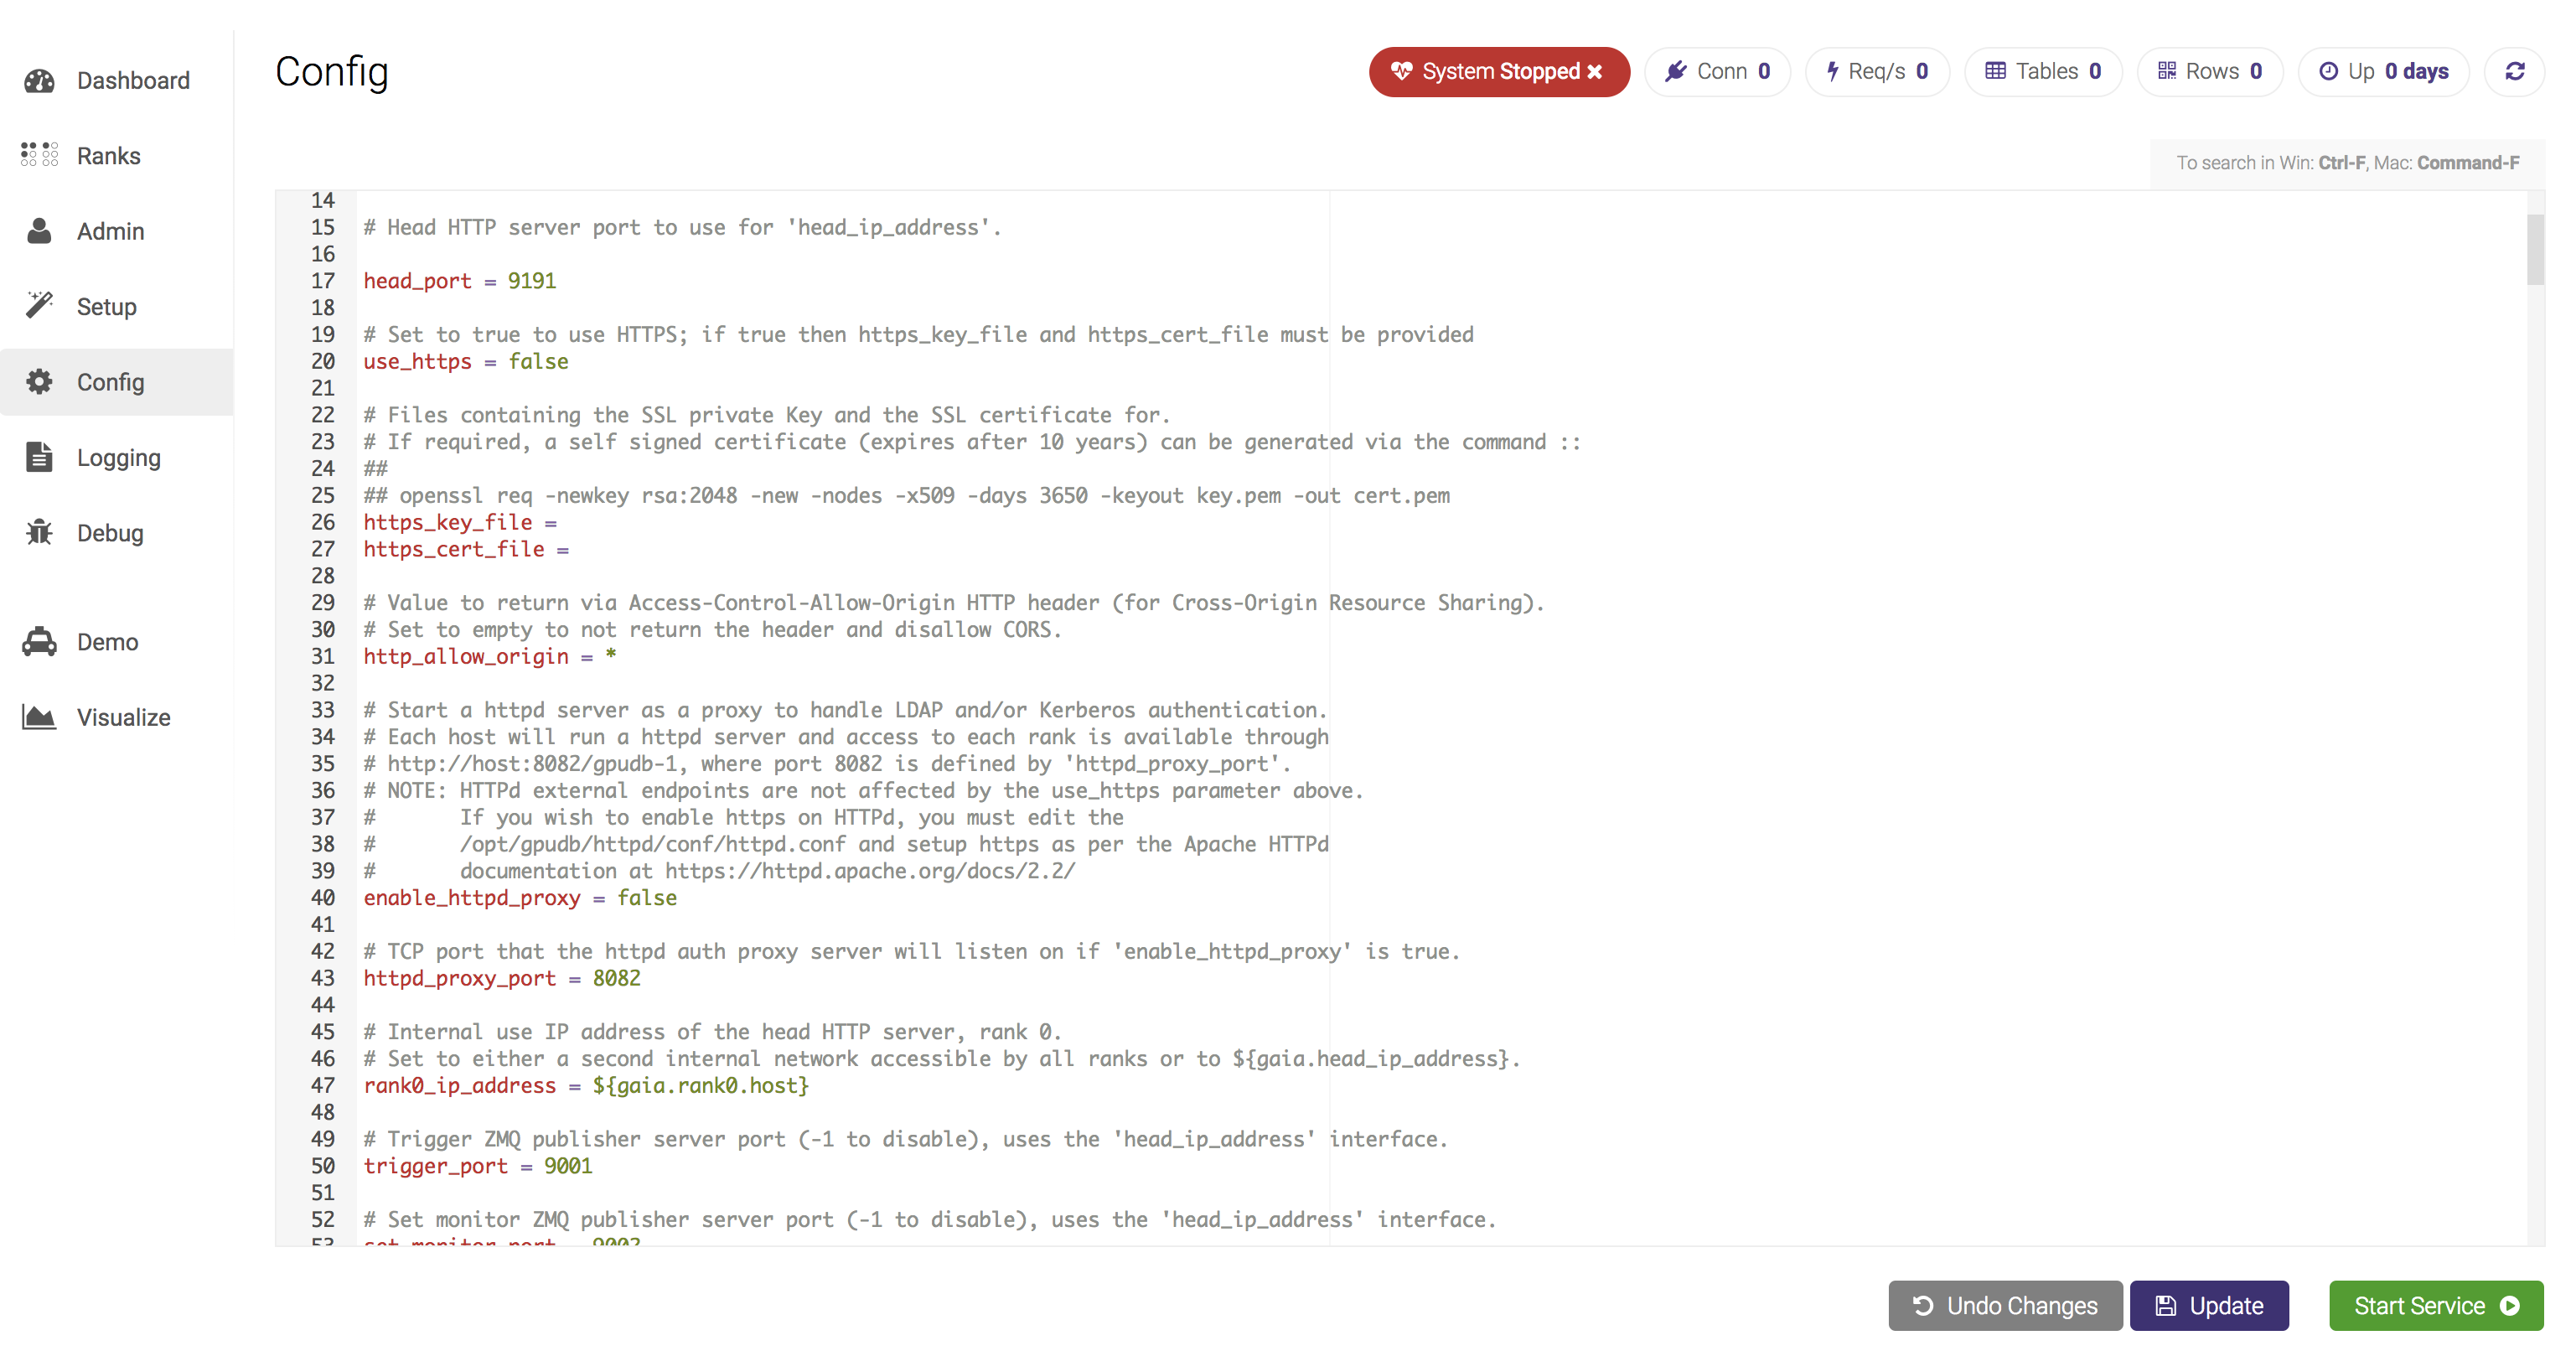 Dashboard
Ranks
Admin
Setup
Config
Logging
Debug
Demo
Visualize
Config
System Stopped
Conn 0
Req/s 0
Tables 0
Rows 0
Up 0 days
To search in Win: Ctrl-F, Mac: Command-F
14
15 # Head HTTP server port to use for 'head_ip_address'.
16
17 head_port = 9191
18
19 # Set to true to use HTTPS; if true then https_key_file and https_cert_file must be provided
20 use_https = false
21
22 # Files containing the SSL private Key and the SSL certificate for.
23 # If required, a self signed certificate (expires after 10 years) can be generated via the command ::
24 ##
25 ## openssl req -newkey rsa:2048 -new -nodes -x509 -days 3650 -keyout key.pem -out cert.pem
26 https_key_file =
27 https_cert_file =
28
29 # Value to return via Access-Control-Allow-Origin HTTP header (for Cross-Origin Resource Sharing).
30 # Set to empty to not return the header and disallow CORS.
31 http_allow_origin = *
32
33 # Start a httpd server as a proxy to handle LDAP and/or Kerberos authentication.
34 # Each host will run a httpd server and access to each rank is available through
35 # http://host:8082/gpudb-1, where port 8082 is defined by 'httpd_proxy_port'.
36 # NOTE: HTTPd external endpoints are not affected by the use_https parameter above.
37 #       If you wish to enable https on HTTPd, you must edit the
38 #       /opt/gpudb/httpd/conf/httpd.conf and setup https as per the Apache HTTPd
39 #       documentation at https://httpd.apache.org/docs/2.2/
40 enable_httpd_proxy = false
41
42 # TCP port that the httpd auth proxy server will listen on if 'enable_httpd_proxy' is true.
43 httpd_proxy_port = 8082
44
45 # Internal use IP address of the head HTTP server, rank 0.
46 # Set to either a second internal network accessible by all ranks or to ${gaia.head_ip_address}.
47 rank0_ip_address = ${gaia.rank0.host}
48
49 # Trigger ZMQ publisher server port (-1 to disable), uses the 'head_ip_address' interface.
50 trigger_port = 9001
51
52 # Set monitor ZMQ publisher server port (-1 to disable), uses the 'head_ip_address' interface.
53 set_monitor_port = 9002
Undo Changes
Update
Start Service